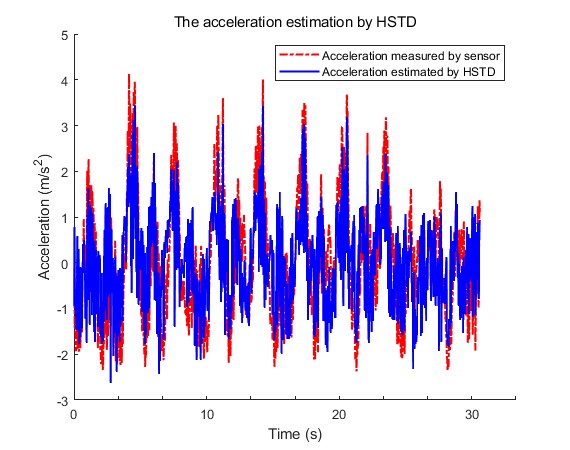 The acceleration estimation by HSTD
Acceleration measured by sensor
Acceleration estimated by HSTD
Acceleration (m/s²)
5
4
3
2
1
0
-1
-2
-3
0 10 20 30
Time (s)